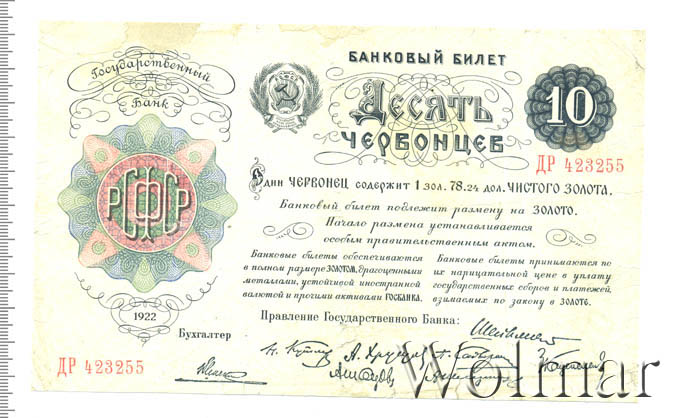 Государственный
Банк
РСФСР
1922
БАНКОВЫЙ БИЛЕТ
ДЕСЯТЬ
ЧЕРВОНЦЕВ
10
ДР 423255
Один ЧЕРВОНЕЦ СОДЕРЖИТ 1 ЗОЛ. 78.24 ДОЛ. ЧИСТОГО ЗОЛОТА.
Банковый билет подлежит размену на ЗОЛОТО.
Начало размена устанавливается
особым правительственным актом.
Банковые билеты обеспечиваются
в полном размере ЗОЛОТОМ, драгоценными
металлами, устойчивой иностранной
валютой и прочими активами ГОСБАНКА.
Банковые билеты принимаются по
их нарицательной цене в уплату
государственных сборов и платежей,
взимаемых по закону в ЗОЛОТЕ.
Правление Государственного Банка:
Бухгалтер
ДР 423255
Wolmar